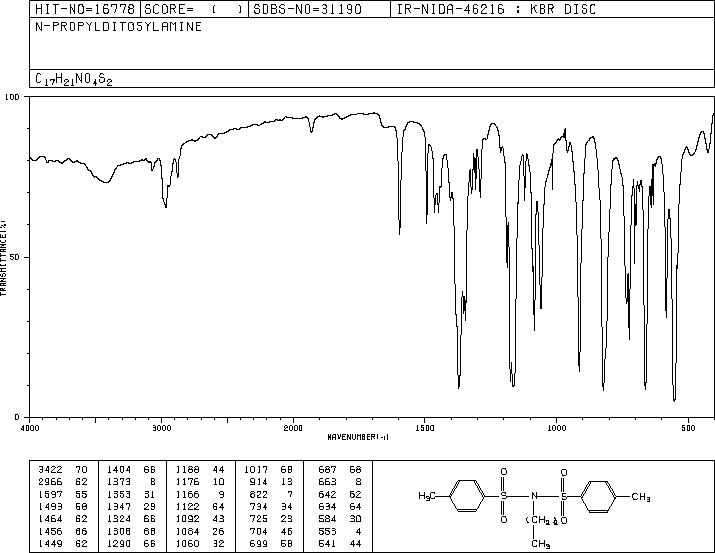 HIT-NO=16778 SCORE= ( ) SDBS-NO=31190 IR-NIDA-46216 : KBR DISC
N-PROPYLDITOSYLAMINE
C17H21NO4S2
100
50
0
TRANSMITTANCE(%)
4000 3000 2000 1500 1000 500
WAVENUMBER(-1)
3422 70 1404 66 1188 44 1017 68 687 68
2966 62 1373 8 1176 10 914 13 663 8
1597 55 1353 31 1166 9 822 7 642 62
1493 58 1347 29 1122 64 734 34 634 64
1464 62 1324 66 1092 43 725 23 584 30
1456 66 1308 68 1084 26 704 46 553 4
1449 62 1290 66 1060 32 699 58 541 44
O O
H3C S N S CH3
O (CH2)2 O
CH3